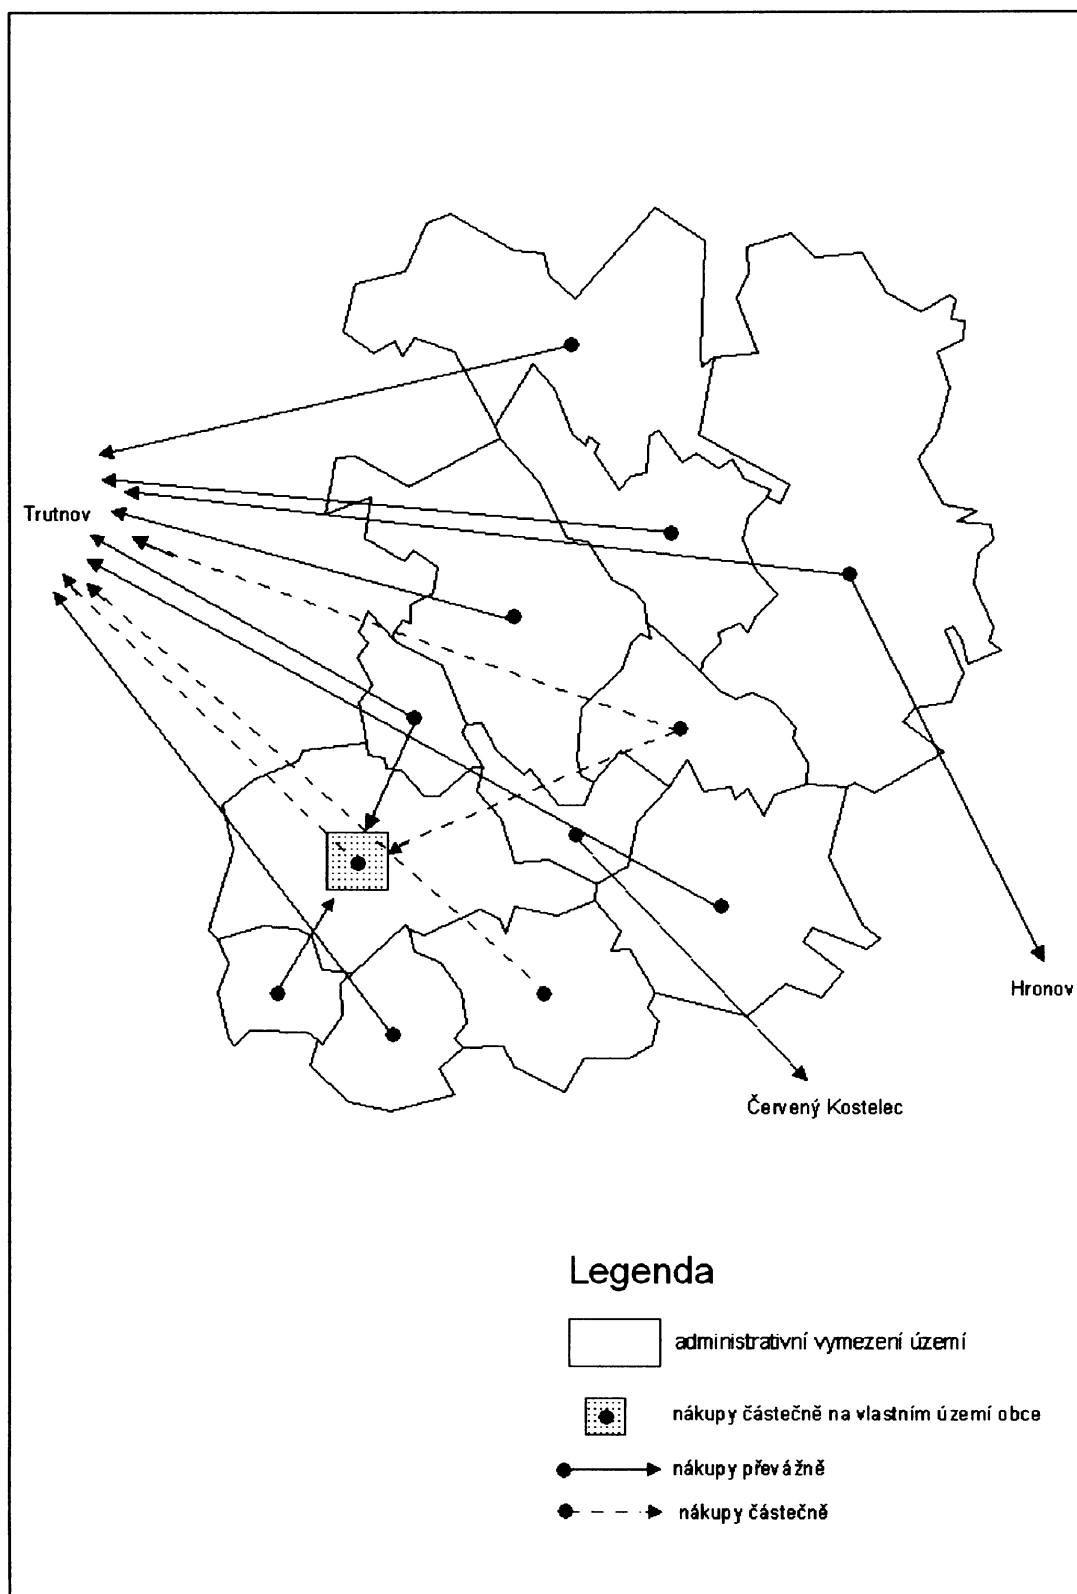 Trutnov
Hronov
Červený Kostelec
Legenda
administrativní vymezení území
nákupy částečně na vlastním území obce
nákupy převážně
nákupy částečně